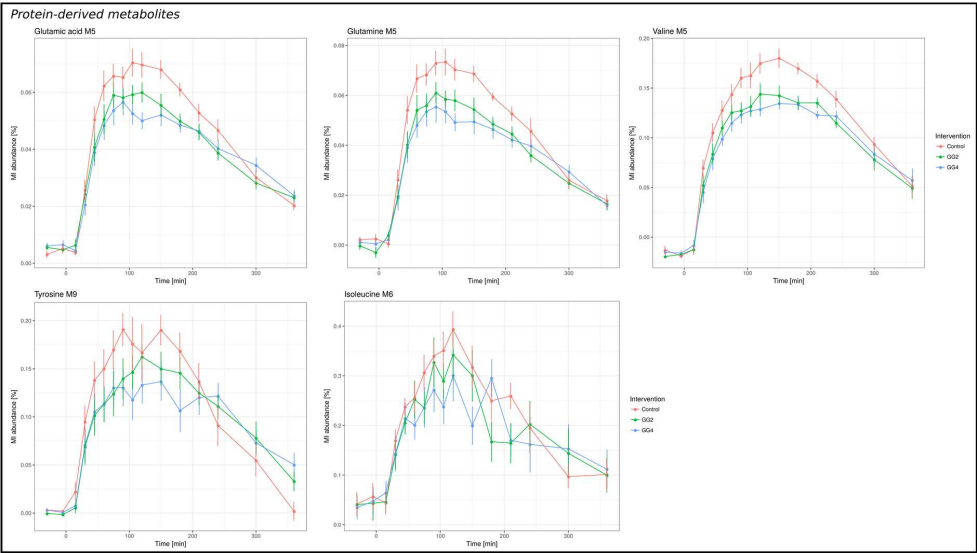 Protein-derived metabolites
Glutamic acid M5
Glutamine M5
Valine M5
MI abundance [%]
0.06
0.04
0.02
0.00
0
100
200
300
Time [min]
MI abundance [%]
0.08
0.06
0.04
0.02
0.00
0
100
200
300
Time [min]
MI abundance [%]
0.20
0.15
0.10
0.05
0.00
0
100
200
300
Time [min]
Intervention
Control
GG2
GG4
Tyrosine M9
Isoleucine M6
MI abundance [%]
0.20
0.15
0.10
0.05
0.00
0
100
200
300
Time [min]
MI abundance [%]
0.4
0.3
0.2
0.1
0.0
0
100
200
300
Time [min]
Intervention
Control
GG2
GG4